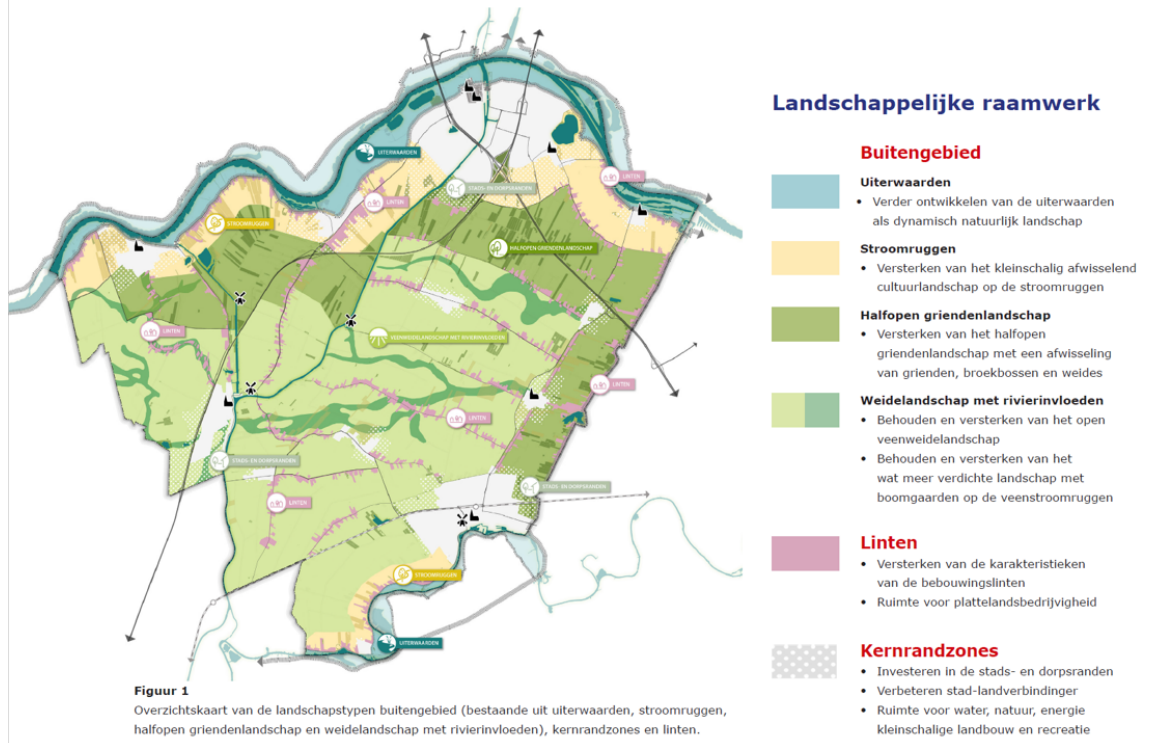 UITERWAARDEN
LINTEN
STADS- EN DORPSRANDEN
LINTEN
STROOMRUGGEN
HALFOPEN GRIENDENLANDSCHAP
LINTEN
VEENWEIDELANDSCHAP MET RIVIERINVLOEDEN
LINTEN
LINTEN
STADS- EN DORPSRANDEN
STADS- EN DORPSRANDEN
LINTEN
STROOMRUGGEN
UITERWAARDEN
Figuur 1
Overzichtskaart van de landschapstypen buitengebied (bestaande uit uiterwaarden, stroomruggen,
halfopen griendenlandschap en weidelandschap met rivierinvloeden), kernrandzones en linten.
Landschappelijke raamwerk
Buitengebied
Uiterwaarden
• Verder ontwikkelen van de uiterwaarden
als dynamisch natuurlijk landschap
Stroomruggen
• Versterken van het kleinschalig afwisselend
cultuurlandschap op de stroomruggen
Halfopen griendenlandschap
• Versterken van het halfopen
griendenlandschap met een afwisseling
van grienden, broekbossen en weides
Weidelandschap met rivierinvloeden
• Behouden en versterken van het open
veenweidelandschap
• Behouden en versterken van het
wat meer verdichte landschap met
boomgaarden op de veenstroomruggen
Linten
• Versterken van de karakteristieken
van de bebouwingslinten
• Ruimte voor plattelandsbedrijvigheid
Kernrandzones
• Investeren in de stads- en dorpsranden
• Verbeteren stad-landverbindinger
• Ruimte voor water, natuur, energie
kleinschalige landbouw en recreatie